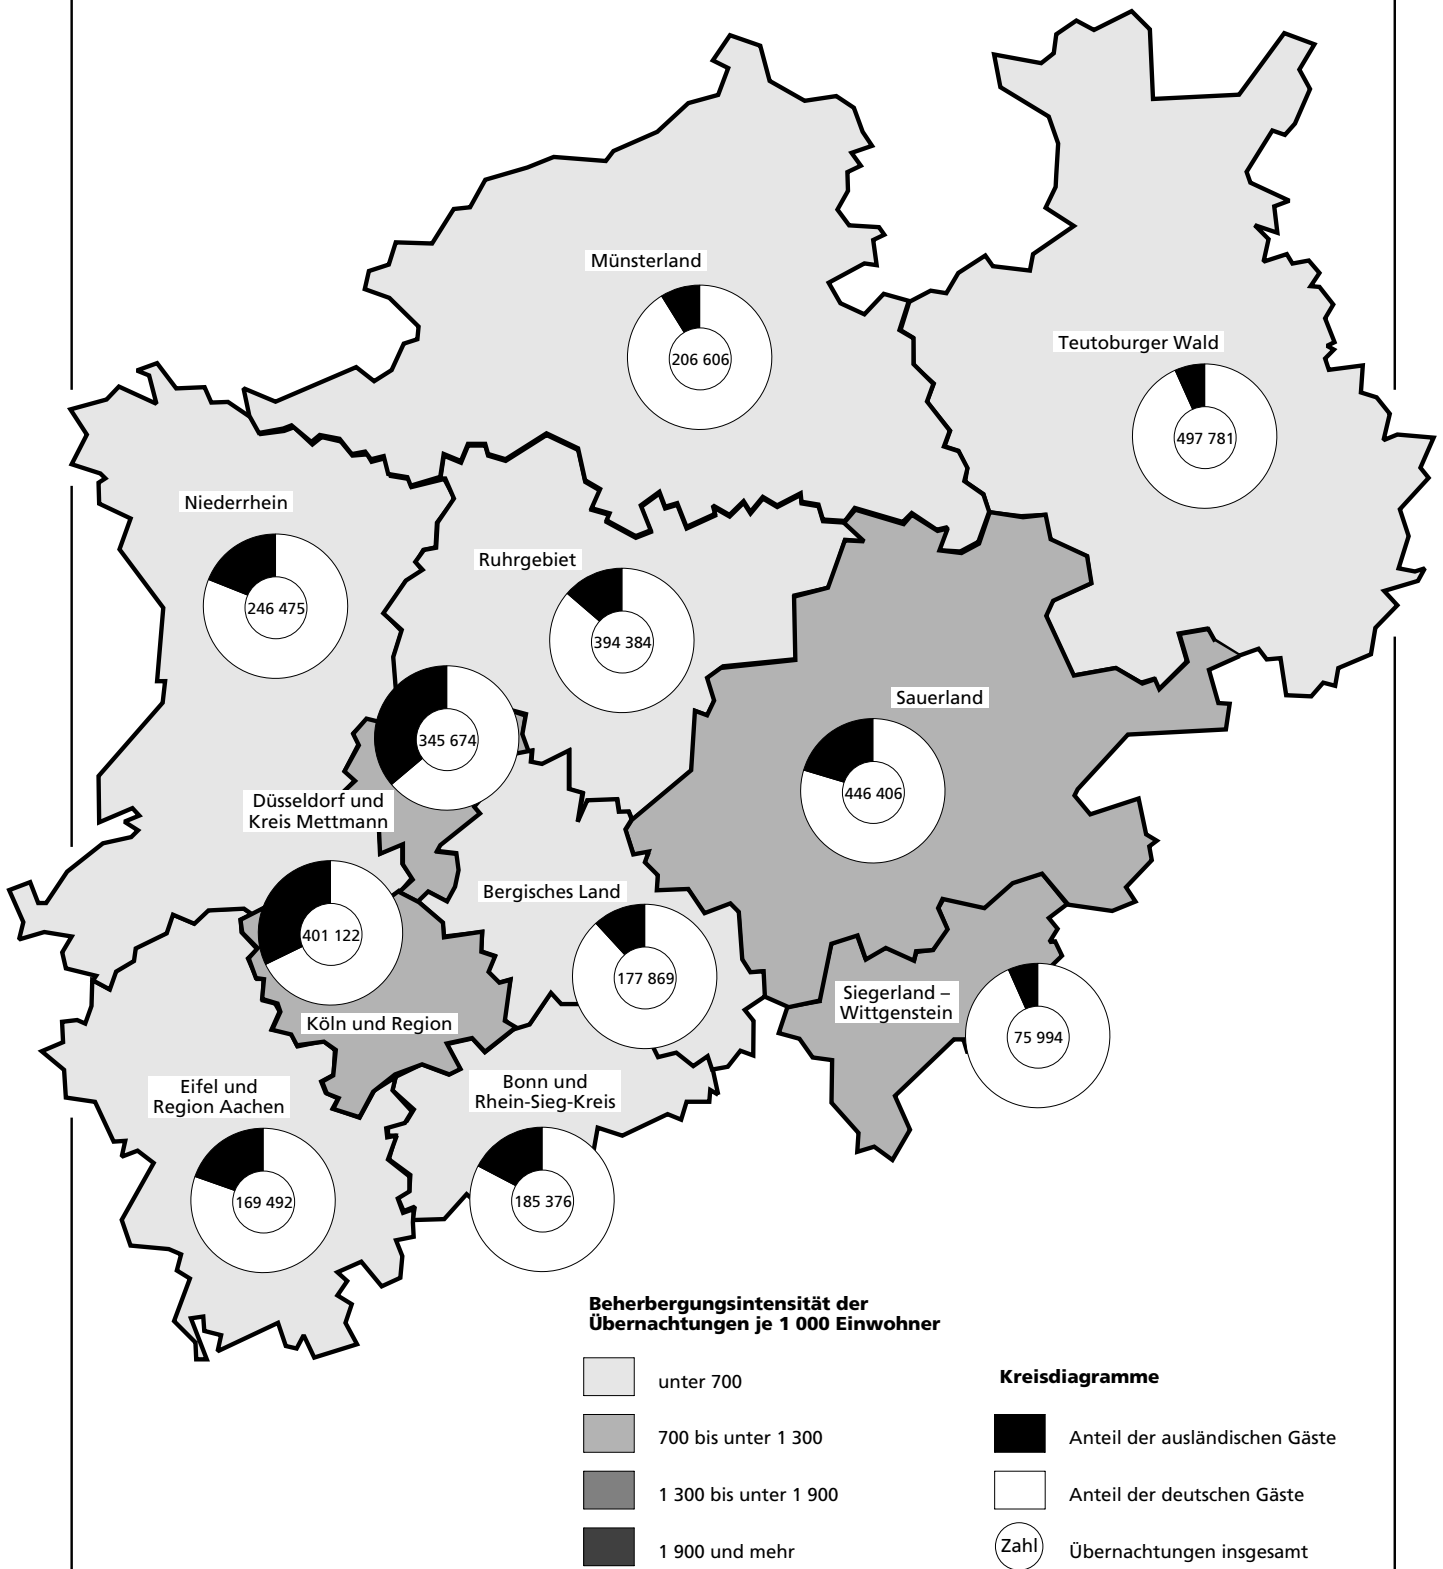 Münsterland
206 606
Teutoburger Wald
497 781
Niederrhein
246 475
Ruhrgebiet
394 384
Sauerland
446 406
345 674
Düsseldorf und
Kreis Mettmann
Bergisches Land
177 869
401 122
Köln und Region
Siegerland –
Wittgenstein
75 994
Eifel und
Region Aachen
169 492
Bonn und
Rhein-Sieg-Kreis
185 376
Beherbergungsintensität der
Übernachtungen je 1 000 Einwohner
unter 700
700 bis unter 1 300
1 300 bis unter 1 900
1 900 und mehr
Kreisdiagramme
Anteil der ausländischen Gäste
Anteil der deutschen Gäste
Zahl
Übernachtungen insgesamt